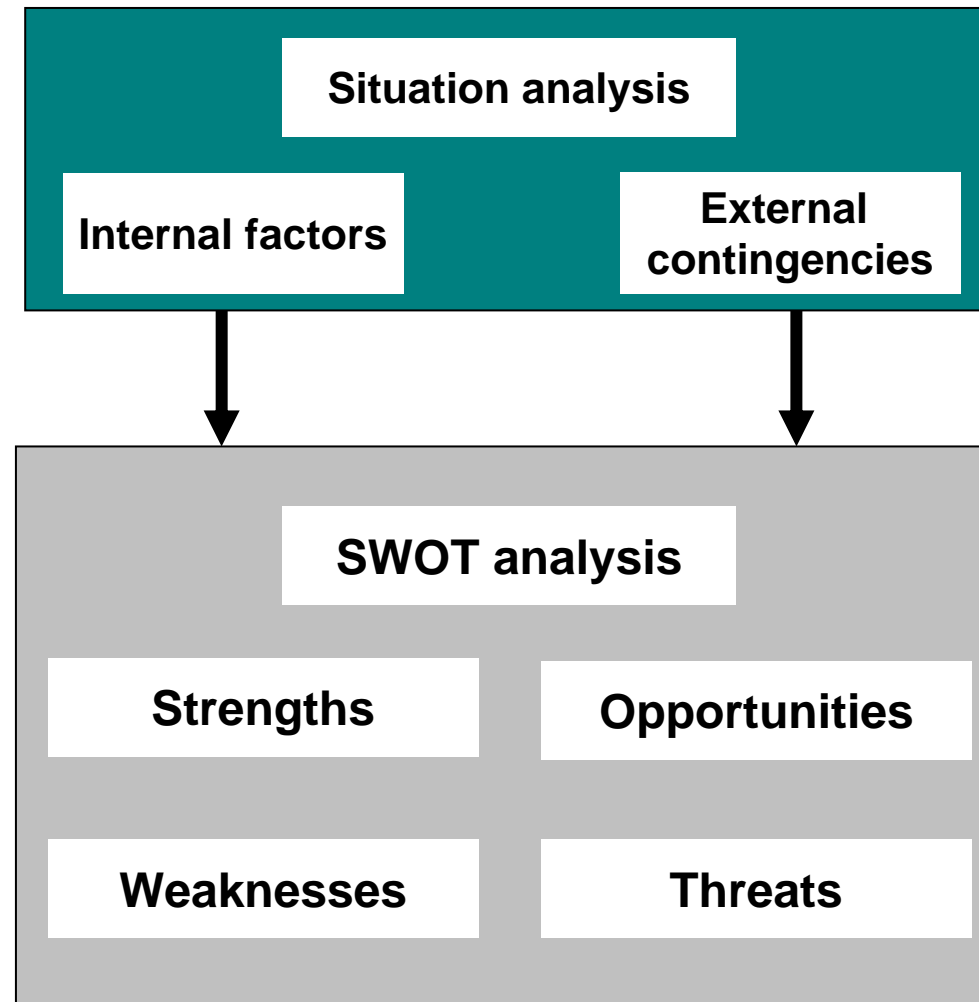 Situation analysis
Internal factors
External
contingencies
SWOT analysis
Strengths
Opportunities
Weaknesses
Threats